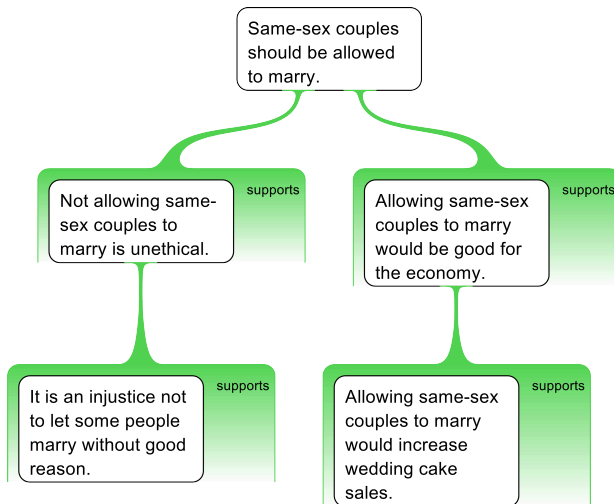 Same-sex couples
should be allowed
to marry.
Not allowing same-
sex couples to
marry is unethical.
supports
Allowing same-sex
couples to marry
would be good for
the economy.
supports
It is an injustice not
to let some people
marry without good
reason.
supports
Allowing same-sex
couples to marry
would increase
wedding cake
sales.
supports